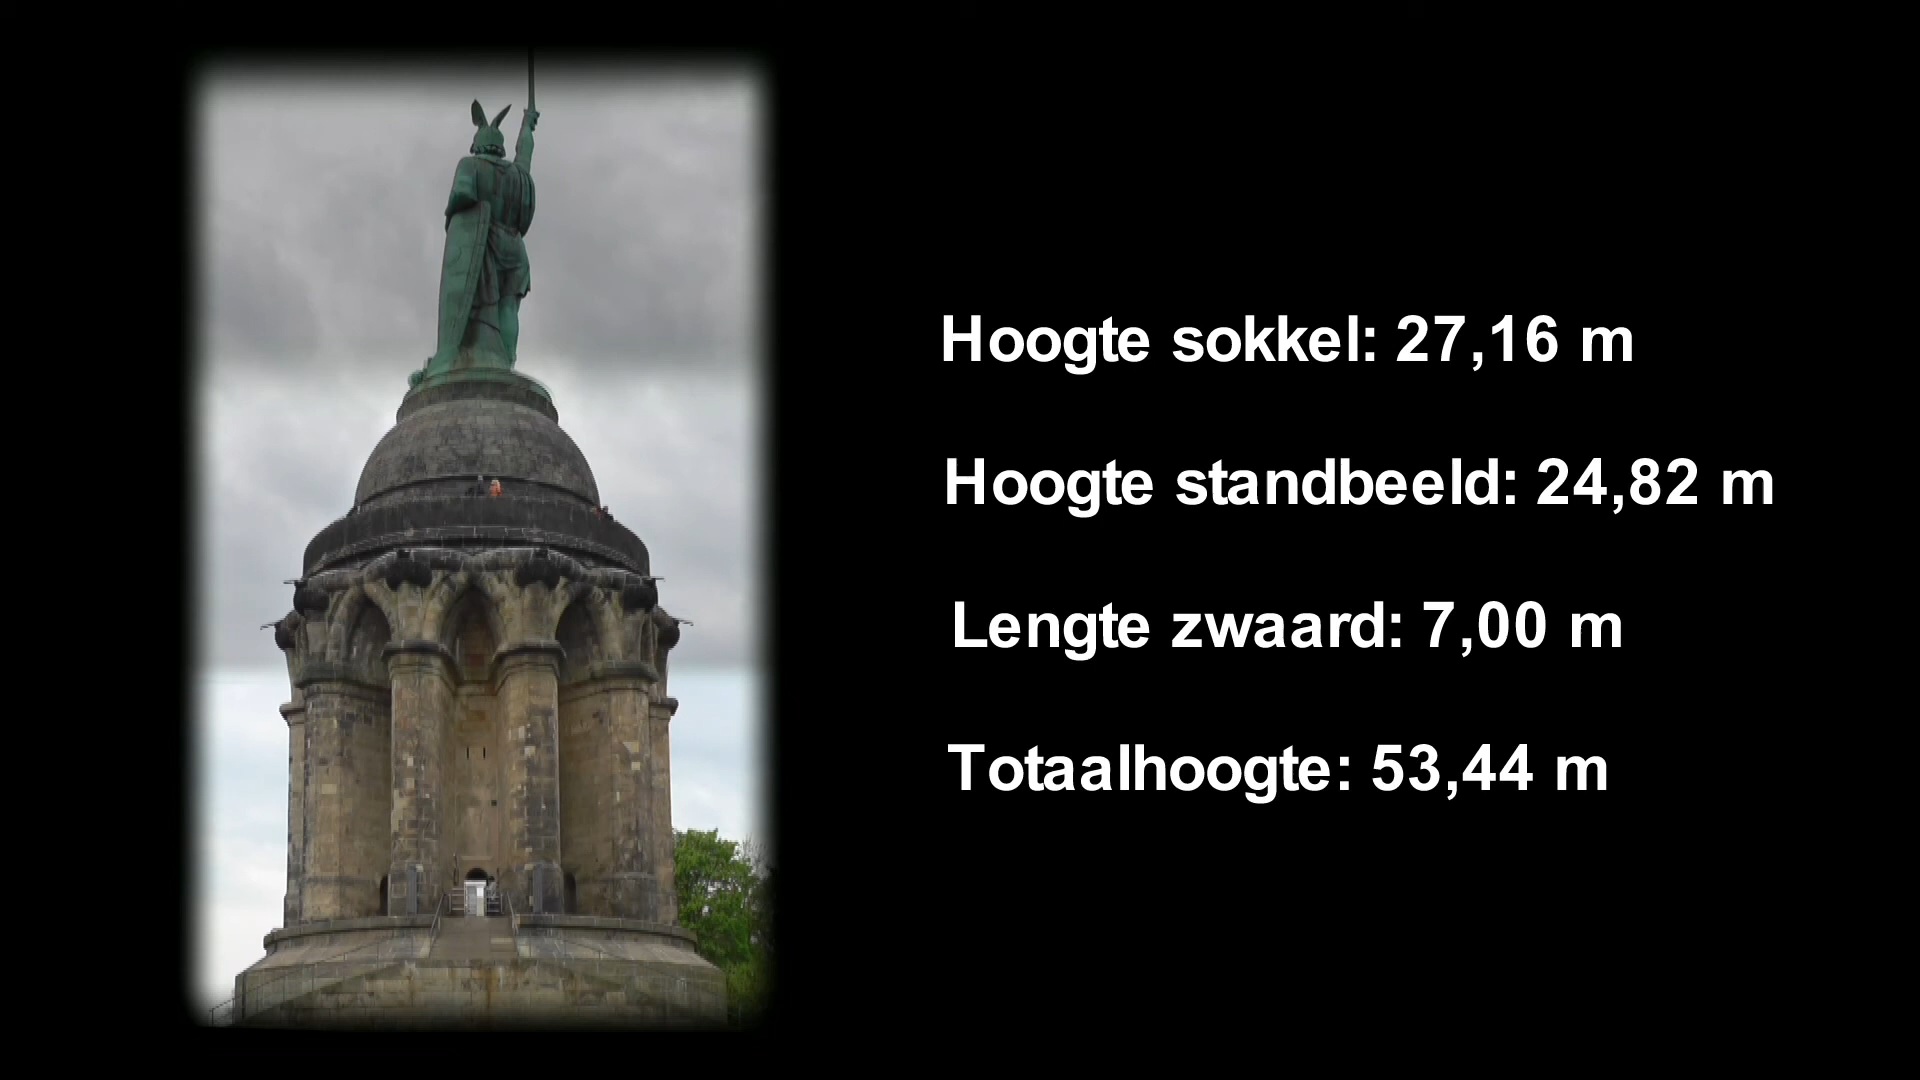 Hoogte sokkel: 27,16 m
Hoogte standbeeld: 24,82 m
Lengte zwaard: 7,00 m
Totaalhoogte: 53,44 m